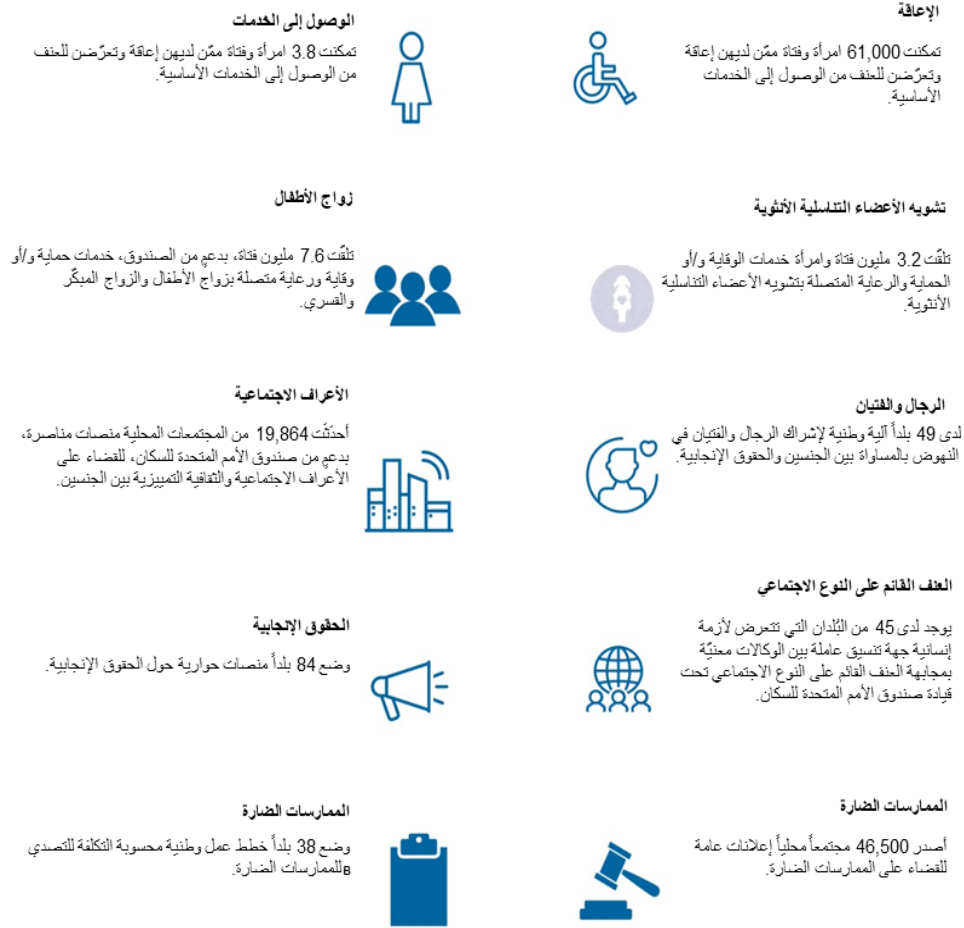 الإعاقة
تمكنت 61,000 امرأة وفتاة ممّن لديهن إعاقة
وتعرّضن للعنف من الوصول إلى الخدمات
الأساسية.
الوصول إلى الخدمات
تمكنت 3.8 امرأة وفتاة ممّن لديهن إعاقة وتعرّضن للعنف
من الوصول إلى الخدمات الأساسية.
تشويه الأعضاء التناسلية الأنثوية
تلقّت 3.2 مليون فتاة وامرأة خدمات الوقاية و/أو
الحماية والرعاية المتصلة بتشويه الأعضاء التناسلية
الأنثوية.
زواج الأطفال
تلقّت 7.6 مليون فتاة، بدعمٍ من الصندوق، خدمات حماية و/أو
وقاية ورعاية متصلة بزواج الأطفال والزواج المبكّر
والقسري.
الرجال والفتيان
لدى 49 بلداً آلية وطنية لإشراك الرجال والفتيان في
النهوض بالمساواة بين الجنسين والحقوق الإنجابية.
الأعراف الاجتماعية
أحدَثَت 19,864 من المجتمعات المحلية منصات مناصرة،
بدعمٍ من صندوق الأمم المتحدة للسكان، للقضاء على
الأعراف الاجتماعية والثقافية التمييزية بين الجنسين.
العنف القائم على النوع الاجتماعي
يوجد لدى 45 من البُلدان التي تتعرض لأزمة
إنسانية جهة تنسيق عاملة بين الوكالات معنيّة
بمجابهة العنف القائم على النوع الاجتماعي تحت
قيادة صندوق الأمم المتحدة للسكان.
الحقوق الإنجابية
وضع 84 بلداً منصات حوارية حول الحقوق الإنجابية.
الممارسات الضارة
أصدر 46,500 مجتمعاً محلياً إعلانات عامة
للقضاء على الممارسات الضارة.
الممارسات الضارة
وضع 38 بلداً خطط عمل وطنية محسوبة التكلفة للتصدي
вللممارسات الضارة.